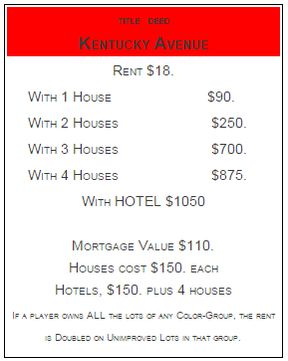 TITLE DEED
KENTUCKY AVENUE
RENT $18.
WITH 1 HOUSE $90.
WITH 2 HOUSES $250.
WITH 3 HOUSES $700.
WITH 4 HOUSES $875.
WITH HOTEL $1050
MORTGAGE VALUE $110.
HOUSES COST $150. EACH
HOTELS, $150. PLUS 4 HOUSES
IF A PLAYER OWNS ALL THE LOTS OF ANY COLOR-GROUP, THE RENT
IS DOUBLED ON UNIMPROVED LOTS IN THAT GROUP.